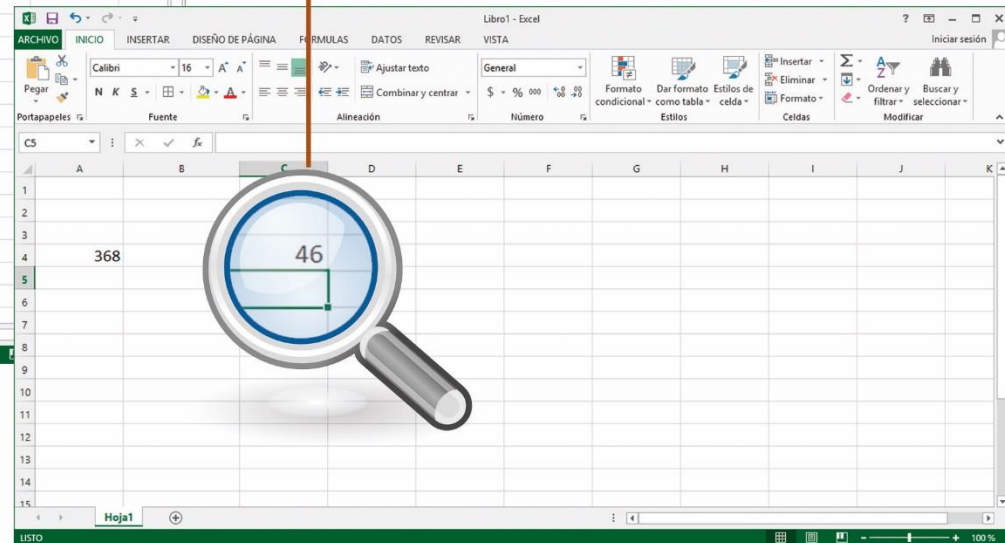 Libro1 - Excel
ARCHIVO INICIO INSERTAR DISEÑO DE PÁGINA FÓRMULAS DATOS REVISAR VISTA Iniciar sesión
Calibri 16 Ajustar texto General Insertar
Pegar N K S Combinar y centrar $ % 000 Formato condicional Dar formato como tabla Estilos de celda Eliminar Formato Ordenar y filtrar Buscar y seleccionar
Portapapeles Fuente Alineación Número Estilos Celdas Modificar
C5 fx
A B C D E F G H I J K
1
2
3
4 368 46
5
6
7
8
9
10
11
12
13
14
15
Hoja1
LISTO 100 %